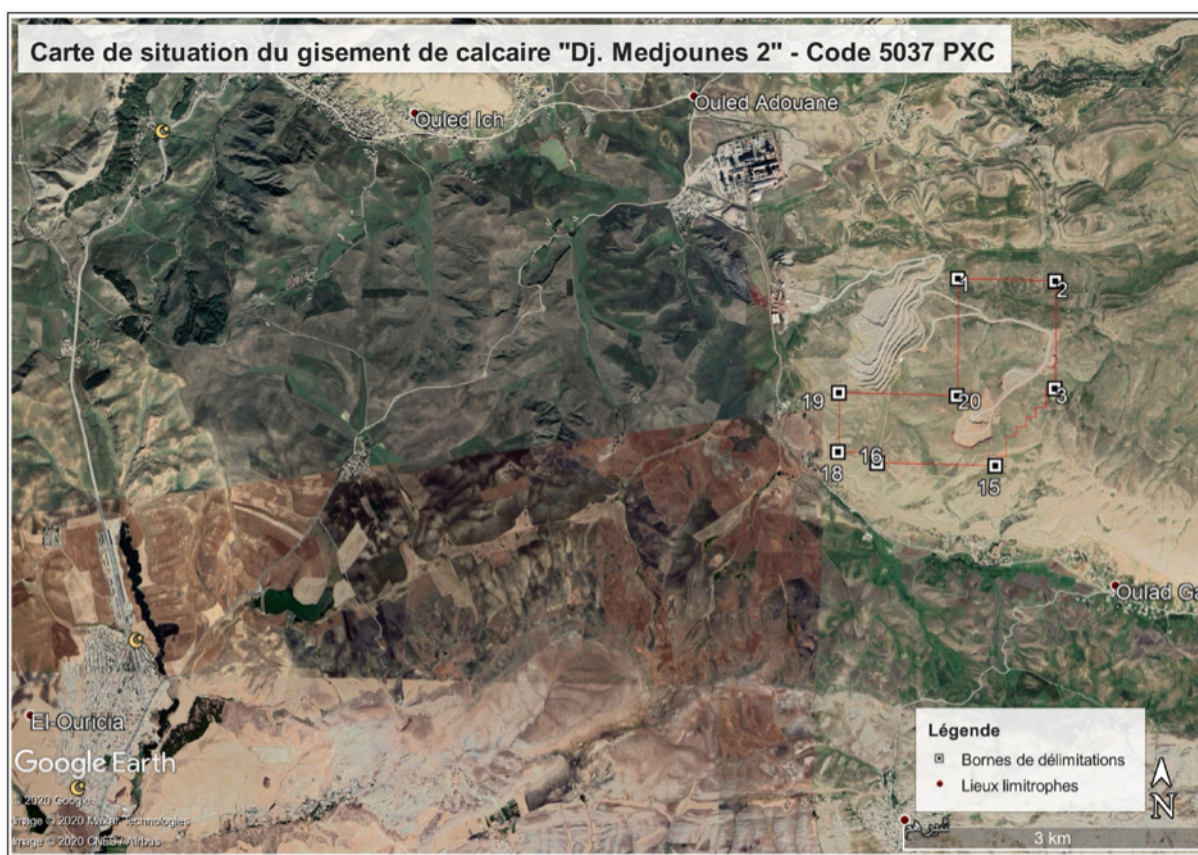 Carte de situation du gisement de calcaire "Dj. Medjounes 2" - Code 5037 PXC
Ouled Ich
Ouled Adouane
1
2
3
19
20
18
16
15
Oulad Ga
El-Ouricia
Google Earth
© 2020 Google
Image © 2020 Maxar Technologies
Image © 2020 CNES / Airbus
Légende
Bornes de délimitations
Lieux limitrophes
N
3 km